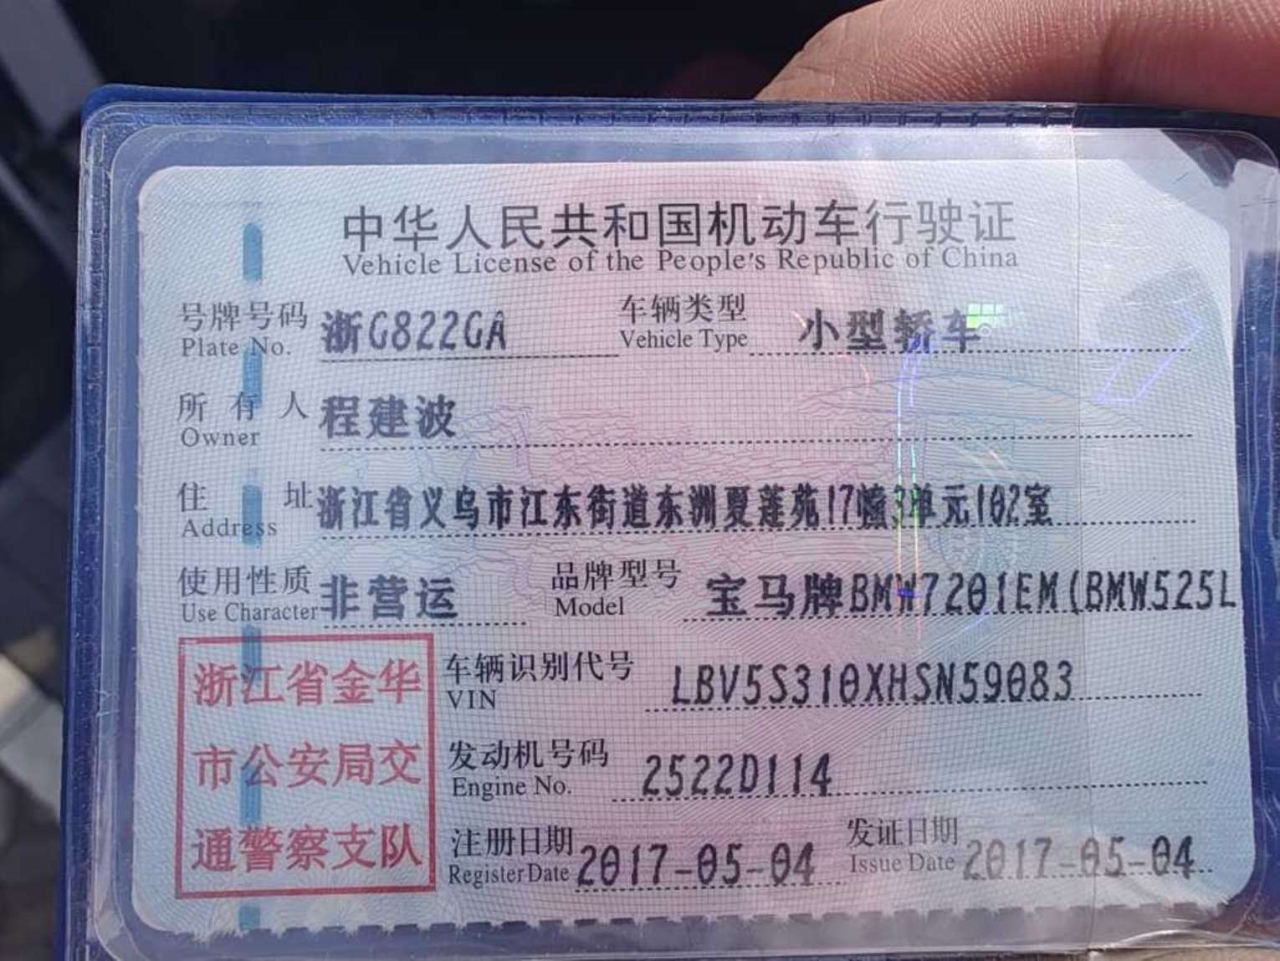 中华人民共和国机动车行驶证
Vehicle License of the People's Republic of China
号牌号码 浙G822GA 车辆类型 小型轿车
Plate No. Vehicle Type
所有人 程建波
Owner
住址 浙江省义乌市江东街道东洲夏莲苑17幢3单元102室
Address
使用性质 非营运 品牌型号 宝马牌BMW7201EM(BMW525L
Use Character Model
浙江省金华
市公安局交
通警察支队
车辆识别代号 LBV5S310XHSN59083
VIN
发动机号码 2522D114
Engine No.
注册日期 2017-05-04 发证日期 2017-05-04
Register Date Issue Date